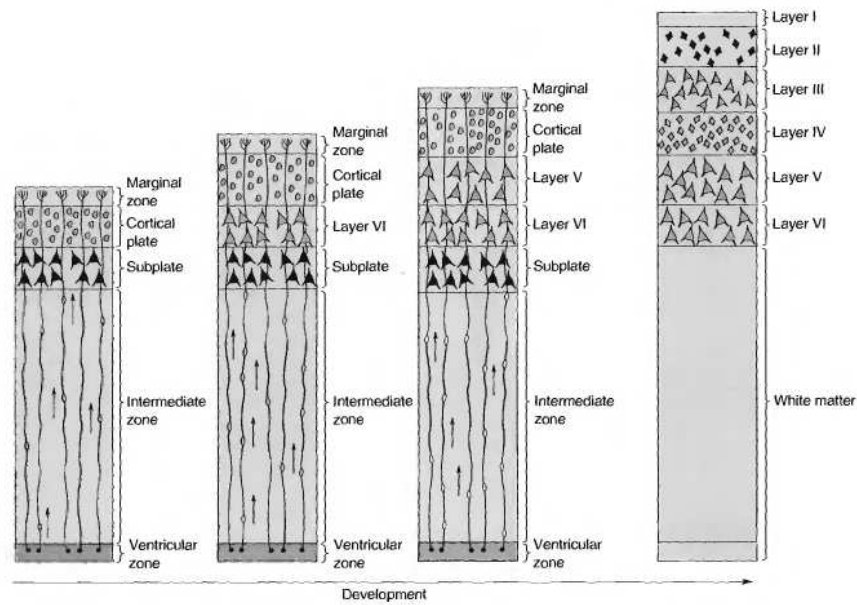 Marginal
zone
Cortical
plate
Subplate
Intermediate
zone
Ventricular
zone
Marginal
zone
Cortical
plate
Layer VI
Subplate
Intermediate
zone
Ventricular
zone
Marginal
zone
Cortical
plate
Layer V
Layer VI
Subplate
Intermediate
zone
Ventricular
zone
Layer I
Layer II
Layer III
Layer IV
Layer V
Layer VI
White matter
Development